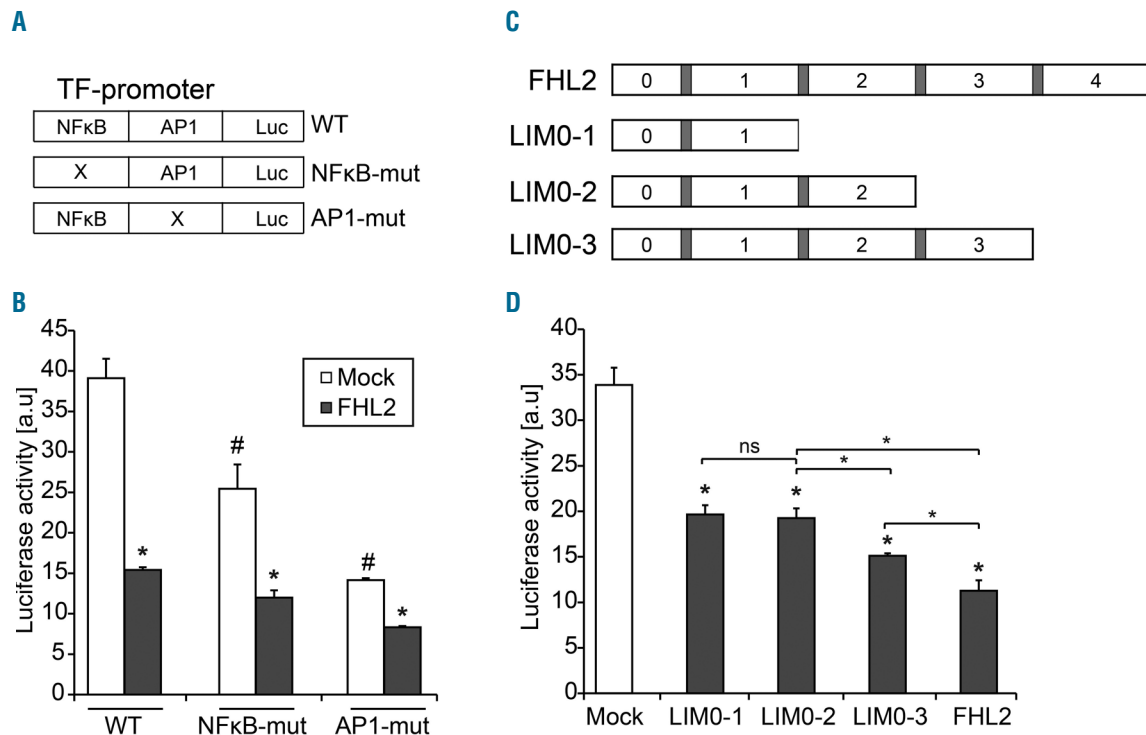 A
TF-promoter
NFκB AP1 Luc WT
X AP1 Luc NFκB-mut
NFκB X Luc AP1-mut
C
FHL2 0 1 2 3 4
LIM0-1 0 1
LIM0-2 0 1 2
LIM0-3 0 1 2 3
B
Luciferase activity [a.u]
45
40
35
30
25
20
15
10
5
0
Mock
FHL2
*
#
*
#
*
WT NFκB-mut AP1-mut
D
Luciferase activity [a.u]
40
35
30
25
20
15
10
5
0
ns
*
*
*
*
*
*
*
Mock LIM0-1 LIM0-2 LIM0-3 FHL2